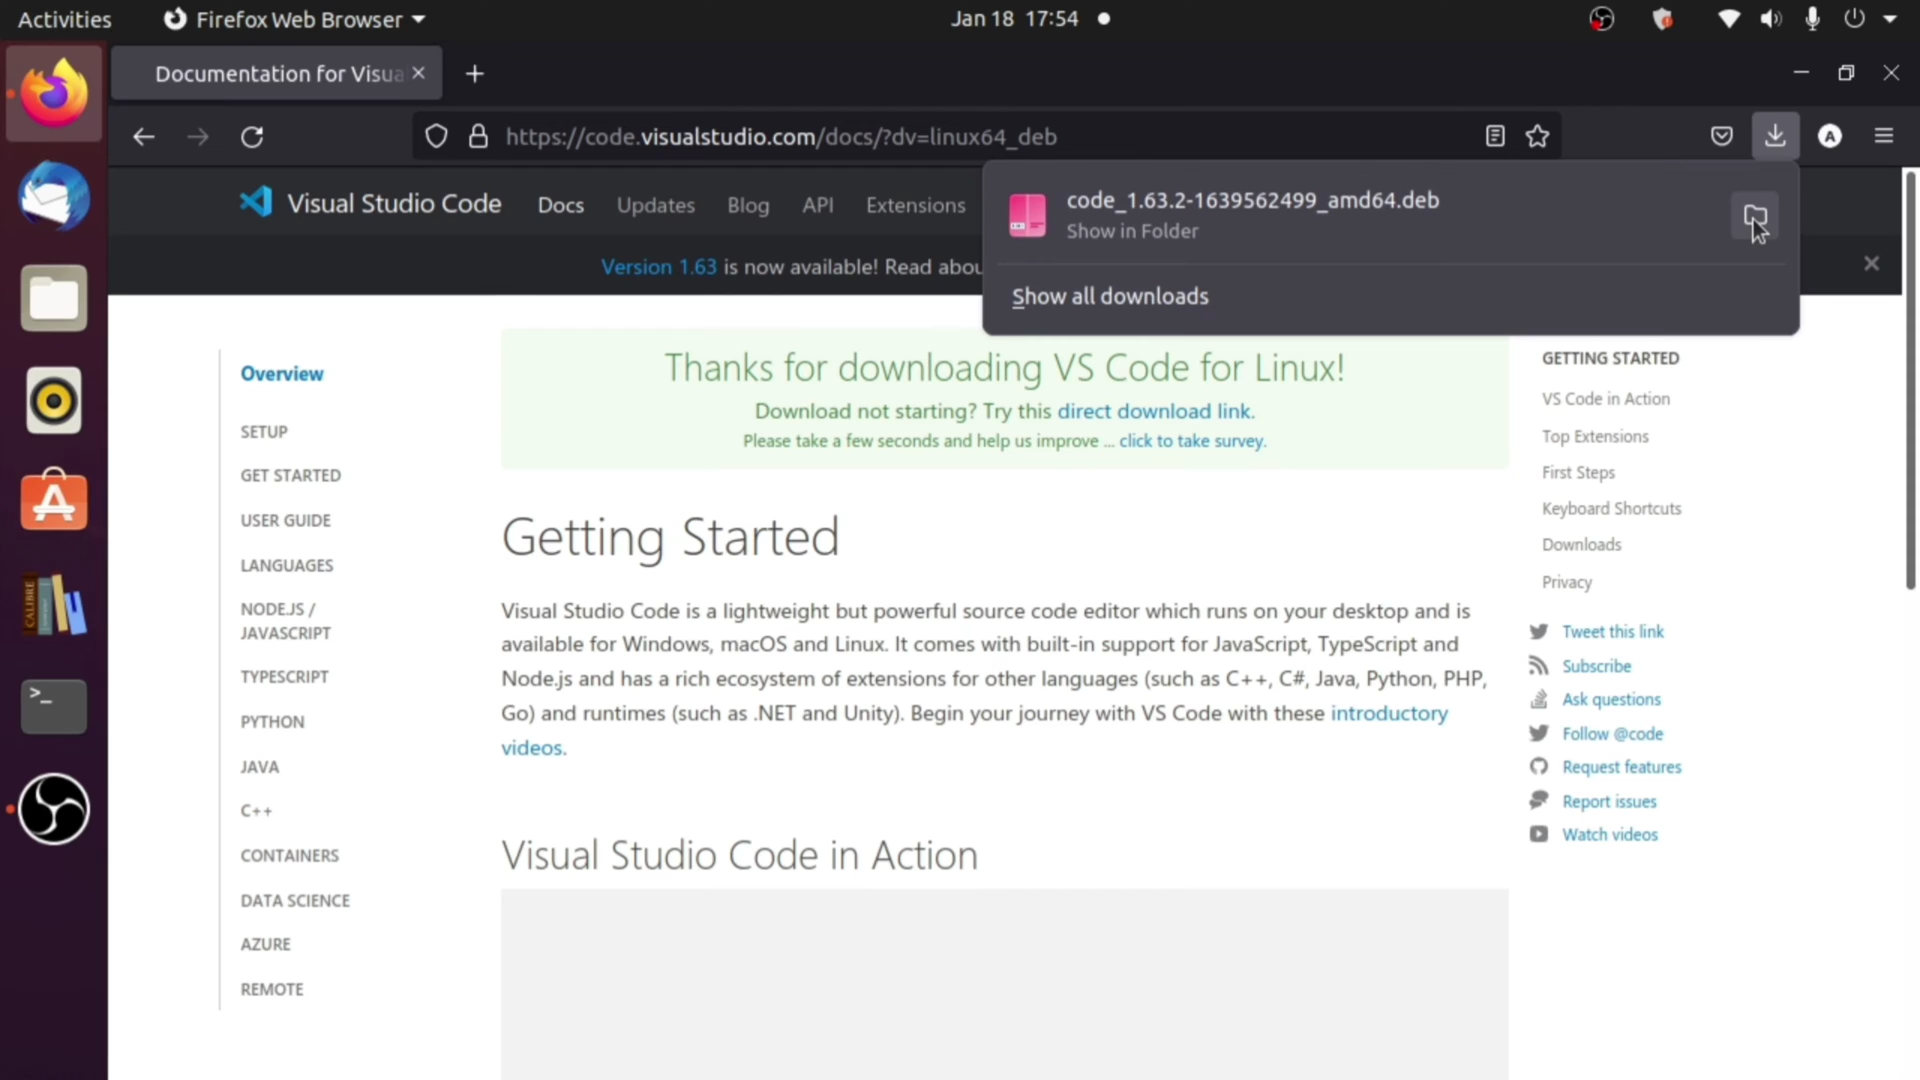 Activities
Firefox Web Browser
Jan 18 17:54
Documentation for Visua
https://code.visualstudio.com/docs/?dv=linux64_deb
A
code_1.63.2-1639562499_amd64.deb
Show in Folder
Show all downloads
Visual Studio Code
Docs
Updates
Blog
API
Extensions
Version 1.63 is now available! Read abou
Thanks for downloading VS Code for Linux!
Download not starting? Try this direct download link.
Please take a few seconds and help us improve ... click to take survey.
Overview
SETUP
GET STARTED
USER GUIDE
LANGUAGES
NODE.JS /
JAVASCRIPT
TYPESCRIPT
PYTHON
JAVA
C++
CONTAINERS
DATA SCIENCE
AZURE
REMOTE
Getting Started
Visual Studio Code is a lightweight but powerful source code editor which runs on your desktop and is
available for Windows, macOS and Linux. It comes with built-in support for JavaScript, TypeScript and
Node.js and has a rich ecosystem of extensions for other languages (such as C++, C#, Java, Python, PHP,
Go) and runtimes (such as .NET and Unity). Begin your journey with VS Code with these introductory
videos.
Visual Studio Code in Action
GETTING STARTED
VS Code in Action
Top Extensions
First Steps
Keyboard Shortcuts
Downloads
Privacy
Tweet this link
Subscribe
Ask questions
Follow @code
Request features
Report issues
Watch videos
CALIBRE
>_